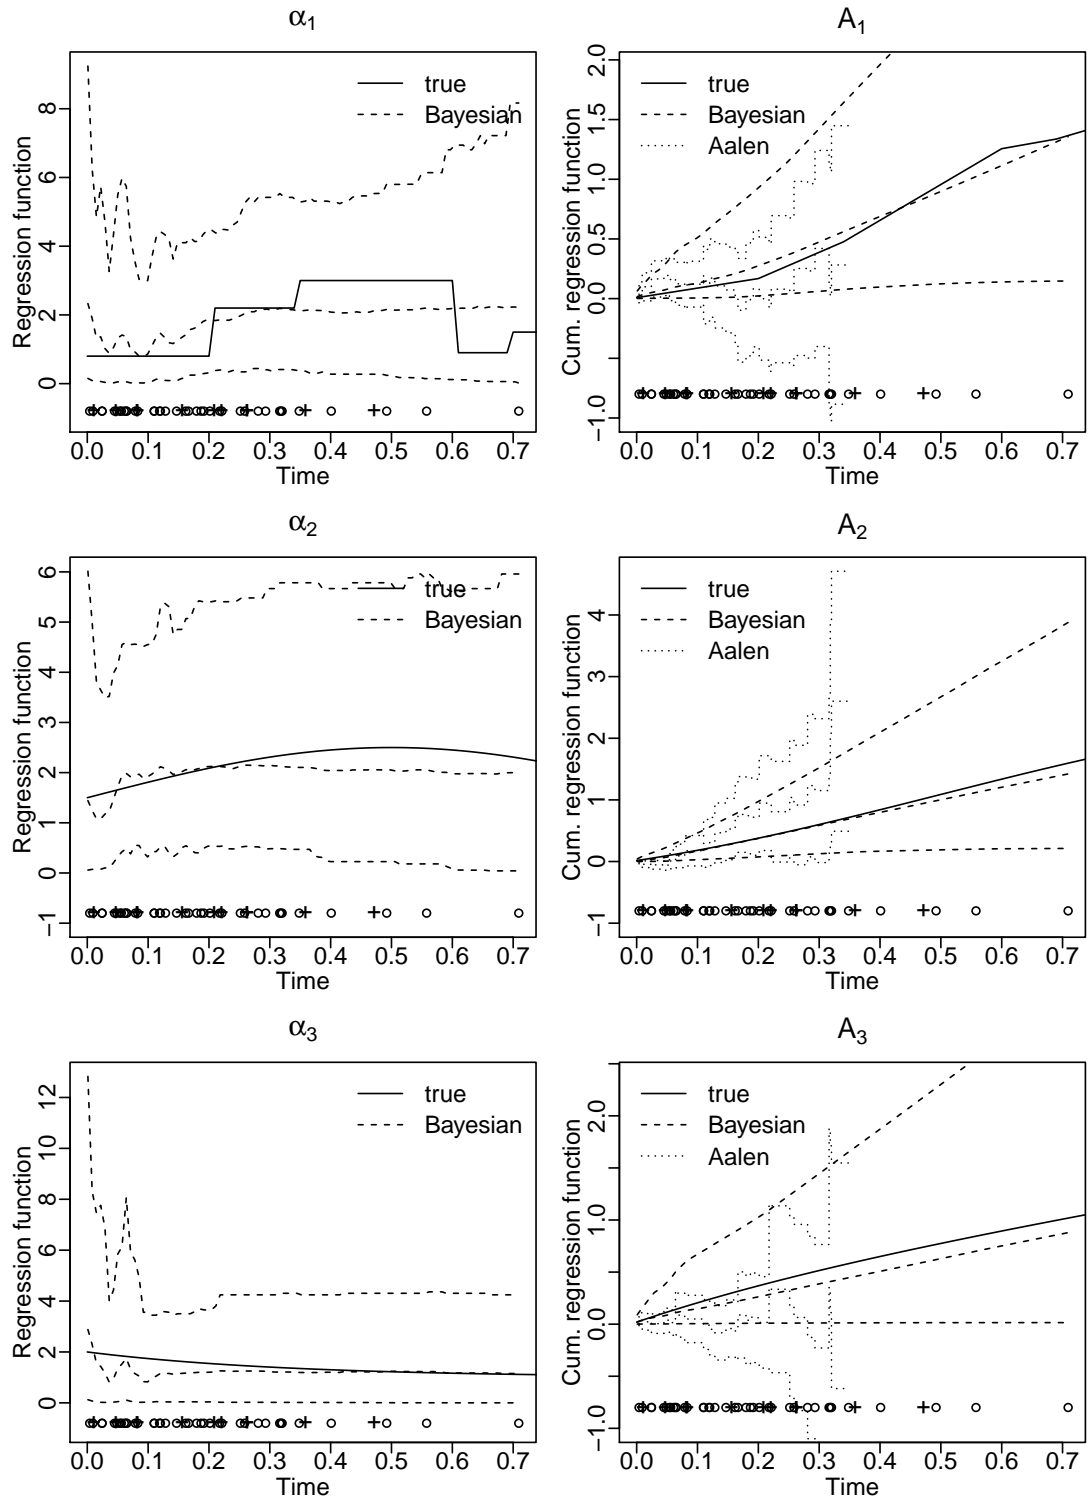 α1
Regression function
8
6
4
2
0
true
Bayesian
0.0 0.1 0.2 0.3 0.4 0.5 0.6 0.7
Time
A1
Cum. regression function
2.0
1.5
1.0
0.5
0.0
−1.0
true
Bayesian
Aalen
0.0 0.1 0.2 0.3 0.4 0.5 0.6 0.7
Time
α2
Regression function
6
5
4
3
2
1
0
−1
true
Bayesian
0.0 0.1 0.2 0.3 0.4 0.5 0.6 0.7
Time
A2
Cum. regression function
4
3
2
1
0
−1
true
Bayesian
Aalen
0.0 0.1 0.2 0.3 0.4 0.5 0.6 0.7
Time
α3
Regression function
12
10
8
6
4
2
0
true
Bayesian
0.0 0.1 0.2 0.3 0.4 0.5 0.6 0.7
Time
A3
Cum. regression function
2.0
1.0
0.0
−1.0
true
Bayesian
Aalen
0.0 0.1 0.2 0.3 0.4 0.5 0.6 0.7
Time